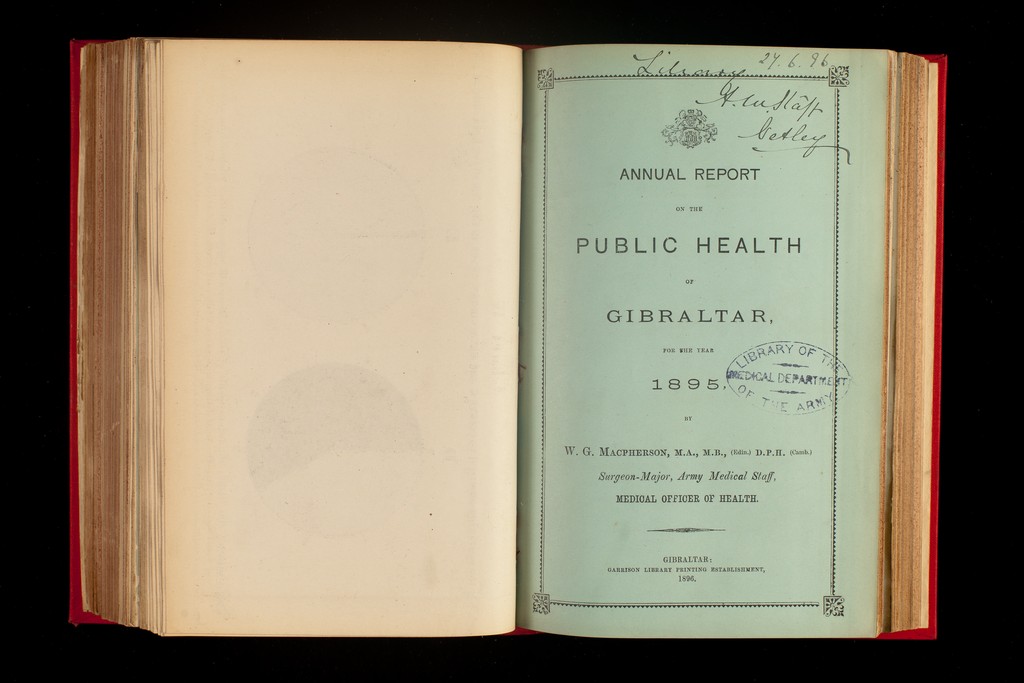 Library 27.6.96
A.M. Staff
Netley
ANNUAL REPORT
ON THE
PUBLIC HEALTH
OF
GIBRALTAR,
FOR THE YEAR
1895,
LIBRARY OF THE
MEDICAL DEPARTMENT
OF THE ARMY
BY
W. G. MACPHERSON, M.A., M.B., (Edin.) D.P.H. (Camb.)
Surgeon-Major, Army Medical Staff,
MEDICAL OFFICER OF HEALTH.
GIBRALTAR:
GARRISON LIBRARY PRINTING ESTABLISHMENT,
1896.